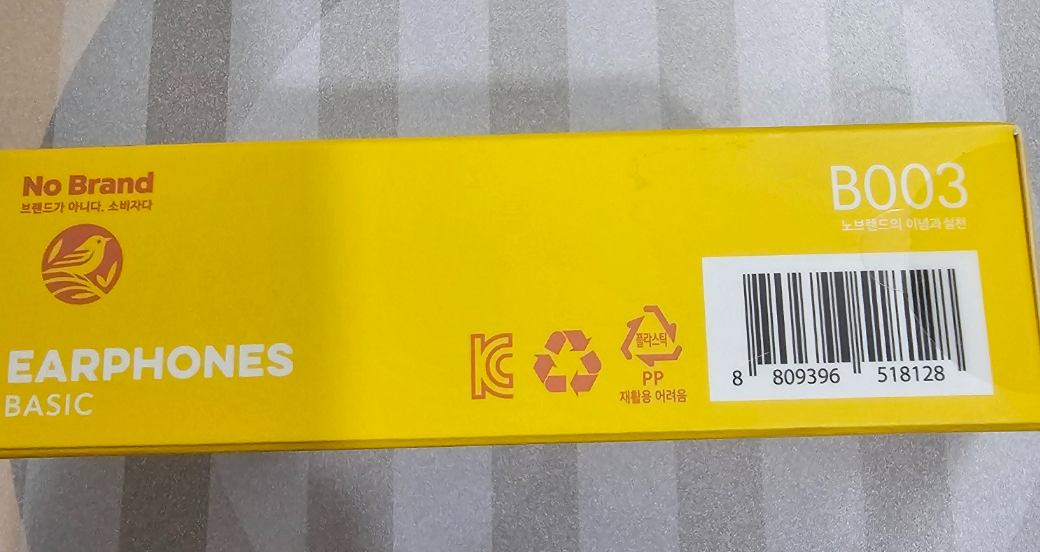 No Brand
브랜드가 아니다. 소비자다
EARPHONES
BASIC
B003
노브랜드의 이념과 실천
플라스틱
PP
재활용 어려움
8 809396 518128